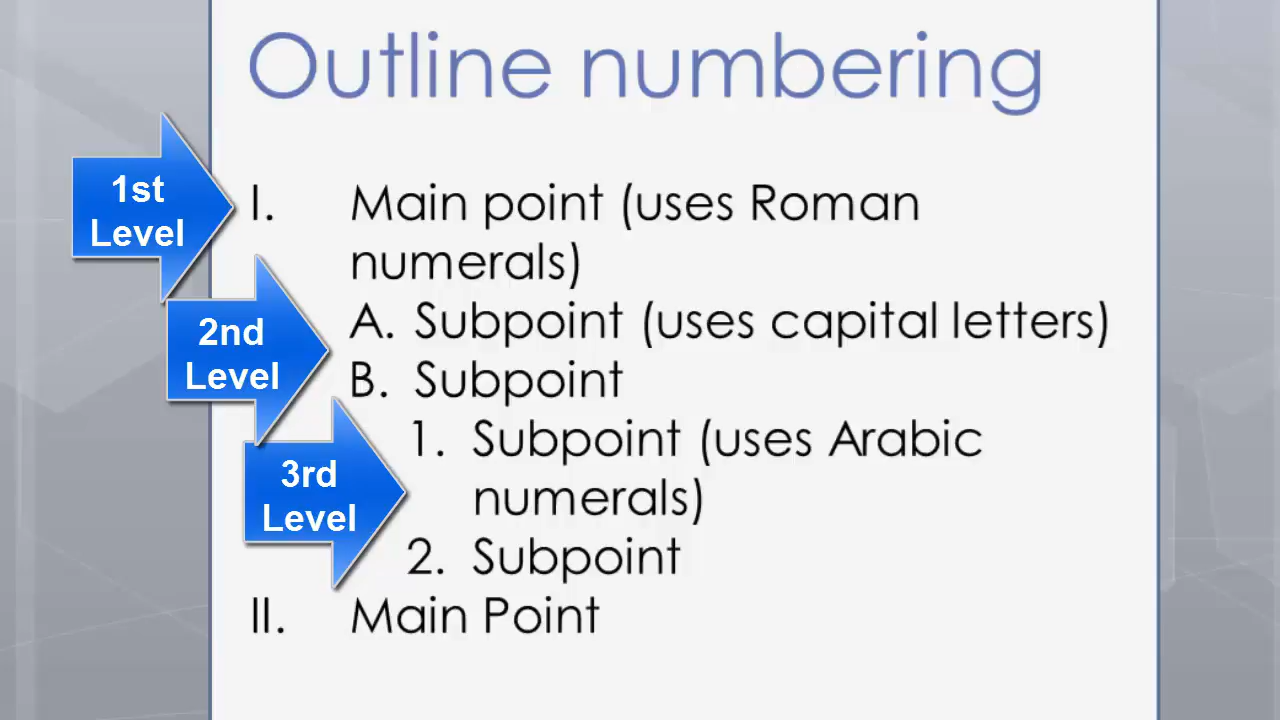 Outline numbering
1st
Level
I. Main point (uses Roman
numerals)
2nd
Level
A. Subpoint (uses capital letters)
B. Subpoint
3rd
Level
1. Subpoint (uses Arabic
numerals)
2. Subpoint
II. Main Point